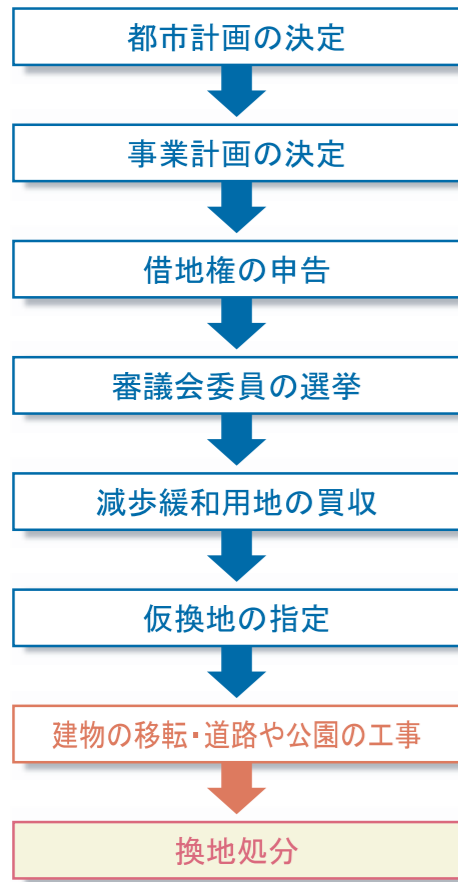 都市計画の決定
事業計画の決定
借地権の申告
審議会委員の選挙
減歩緩和用地の買収
仮換地の指定
建物の移転・道路や公園の工事
換地処分